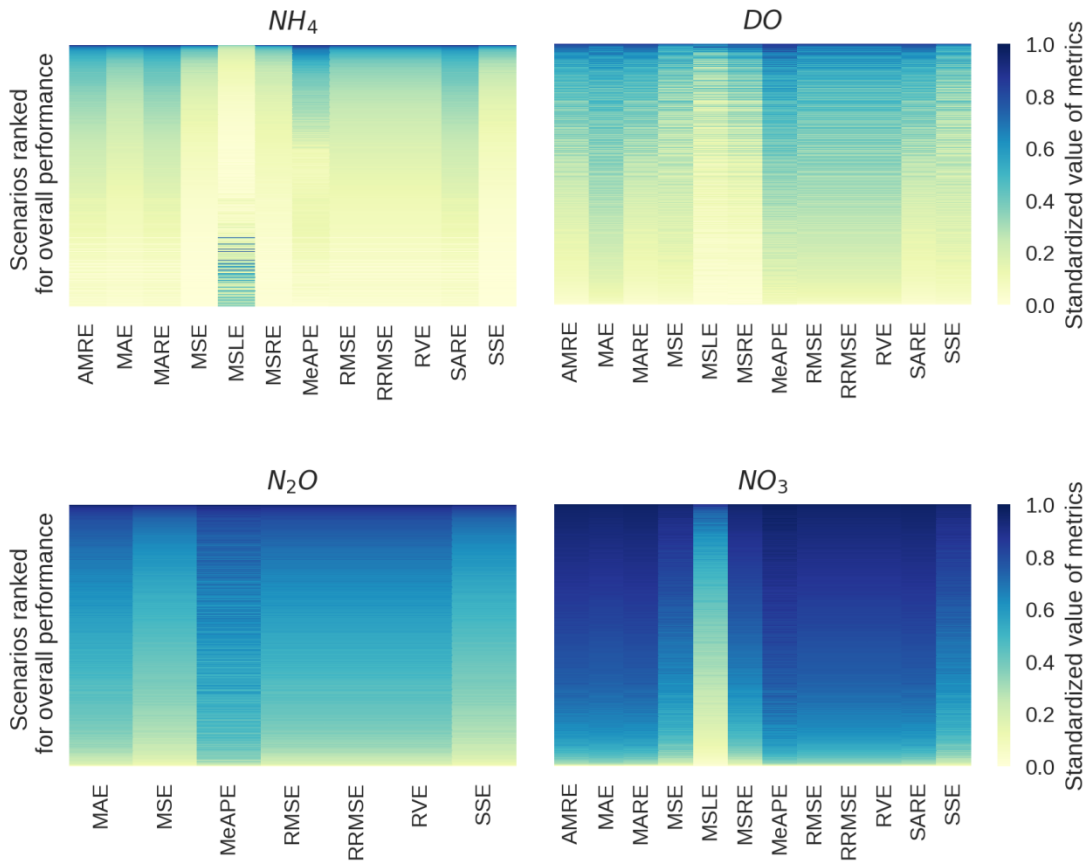 NH4
DO
Scenarios ranked
for overall performance
AMRE
MAE
MARE
MSE
MSLE
MSRE
MeAPE
RMSE
RRMSE
RVE
SARE
SSE
AMRE
MAE
MARE
MSE
MSLE
MSRE
MeAPE
RMSE
RRMSE
RVE
SARE
SSE
1.0
0.8
0.6
0.4
0.2
0.0
Standardized value of metrics
N2O
NO3
Scenarios ranked
for overall performance
MAE
MSE
MeAPE
RMSE
RRMSE
RVE
SSE
AMRE
MAE
MARE
MSE
MSLE
MSRE
MeAPE
RMSE
RRMSE
RVE
SARE
SSE
1.0
0.8
0.6
0.4
0.2
0.0
Standardized value of metrics